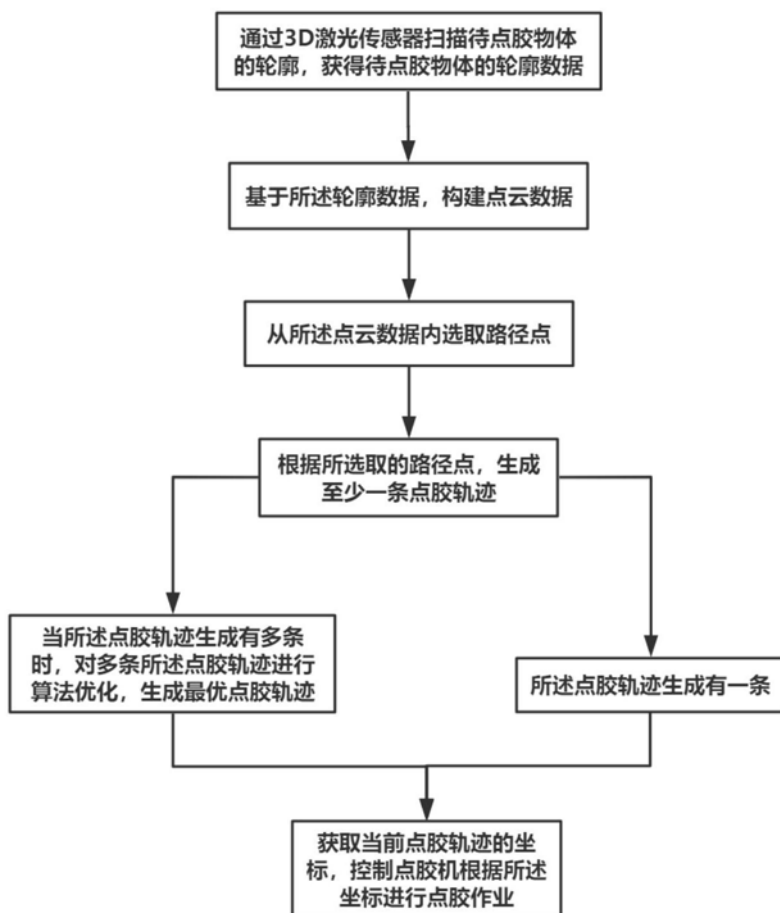 通过3D激光传感器扫描待点胶物体
的轮廓，获得待点胶物体的轮廓数据
基于所述轮廓数据，构建点云数据
从所述点云数据内选取路径点
根据所选取的路径点，生成
至少一条点胶轨迹
当所述点胶轨迹生成有多条
时，对多条所述点胶轨迹进行
算法优化，生成最优点胶轨迹
所述点胶轨迹生成有一条
获取当前点胶轨迹的坐
标，控制点胶机根据所述
坐标进行点胶作业